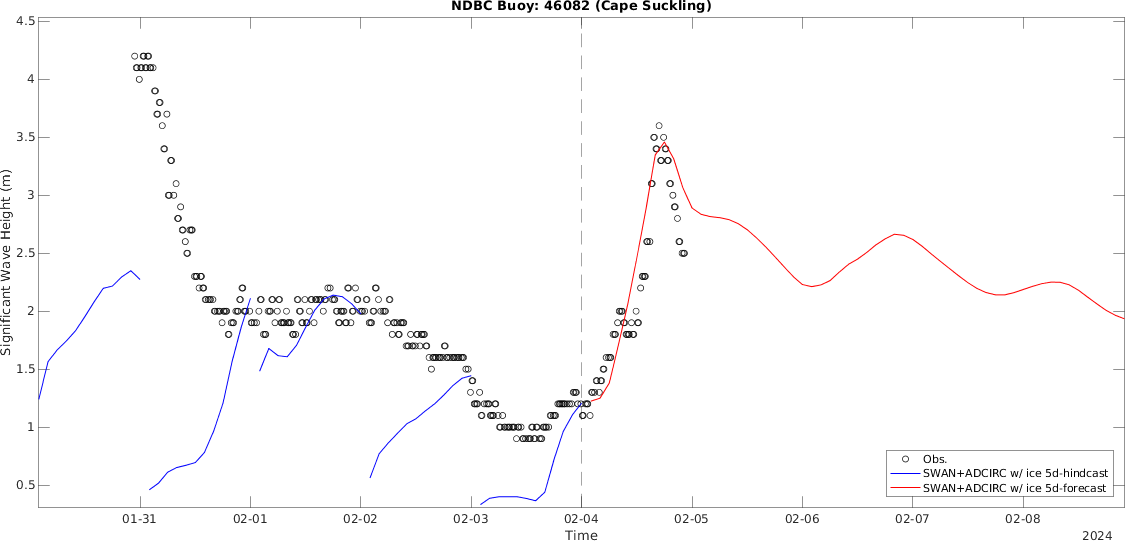 NDBC Buoy: 46082 (Cape Suckling)
4.5
4
3.5
3
2.5
2
1.5
1
0.5
Significant Wave Height (m)
Obs.
SWAN+ADCIRC w/ ice 5d-hindcast
SWAN+ADCIRC w/ ice 5d-forecast
01-31 02-01 02-02 02-03 02-04 02-05 02-06 02-07 02-08
Time
2024